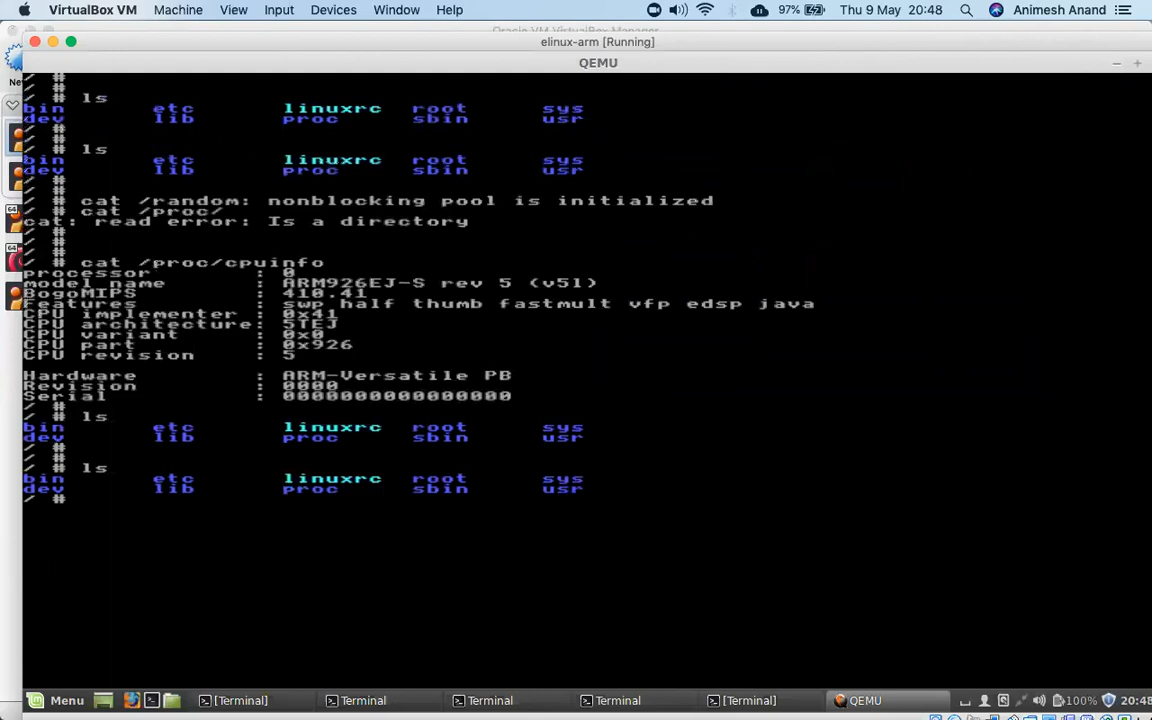 VirtualBox VM Machine View Input Devices Window Help 97% Thu 9 May 20:48 Animesh Anand
Oracle VM VirtualBox Manager
elinux-arm [Running]
QEMU
/ #
/ #
/ # ls
bin etc linuxrc root sys
dev lib proc sbin usr
/ #
/ #
/ # ls
bin etc linuxrc root sys
dev lib proc sbin usr
/ #
/ #
/ # cat /random: nonblocking pool is initialized
/ # cat /proc/
cat: read error: Is a directory
/ #
/ #
/ #
/ # cat /proc/cpuinfo
processor : 0
model name : ARM926EJ-S rev 5 (v5l)
BogoMIPS : 410.41
Features : swp half thumb fastmult vfp edsp java
CPU implementer : 0x41
CPU architecture: 5TEJ
CPU variant : 0x0
CPU part : 0x926
CPU revision : 5
Hardware : ARM-Versatile PB
Revision : 0000
Serial : 0000000000000000
/ #
/ # ls
bin etc linuxrc root sys
dev lib proc sbin usr
/ #
/ #
/ # ls
bin etc linuxrc root sys
dev lib proc sbin usr
/ #
Menu [Terminal] Terminal Terminal Terminal [Terminal] QEMU 100% 20:48